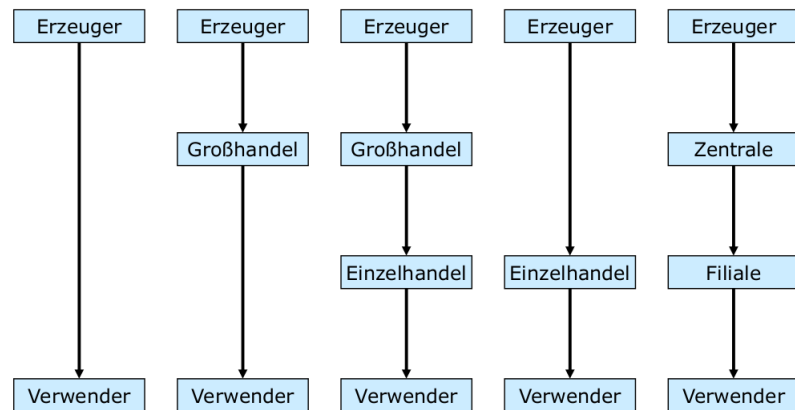 Erzeuger Erzeuger Erzeuger Erzeuger Erzeuger
Großhandel Großhandel Zentrale
Einzelhandel Einzelhandel Filiale
Verwender Verwender Verwender Verwender Verwender